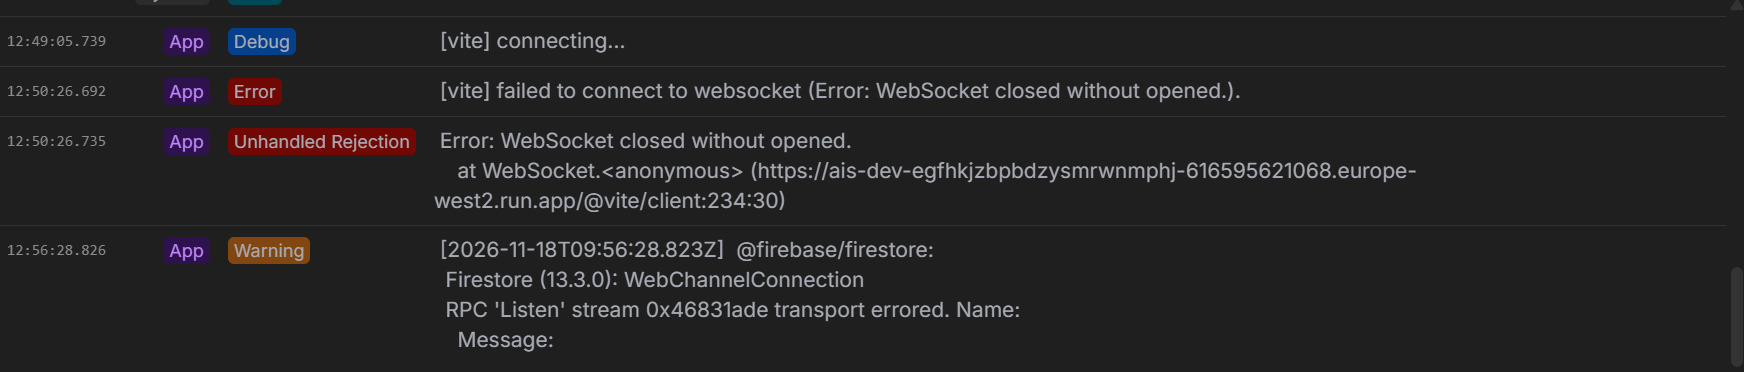 12:49:05.739 App Debug [vite] connecting...
12:50:26.692 App Error [vite] failed to connect to websocket (Error: WebSocket closed without opened.).
12:50:26.735 App Unhandled Rejection Error: WebSocket closed without opened.
at WebSocket.<anonymous> (https://ais-dev-egfhkjzbpbdzysmrwnmphj-616595621068.europe-
west2.run.app/@vite/client:234:30)
12:56:28.826 App Warning [2026-11-18T09:56:28.823Z]  @firebase/firestore:
Firestore (13.3.0): WebChannelConnection
RPC 'Listen' stream 0x46831ade transport errored. Name:
Message: